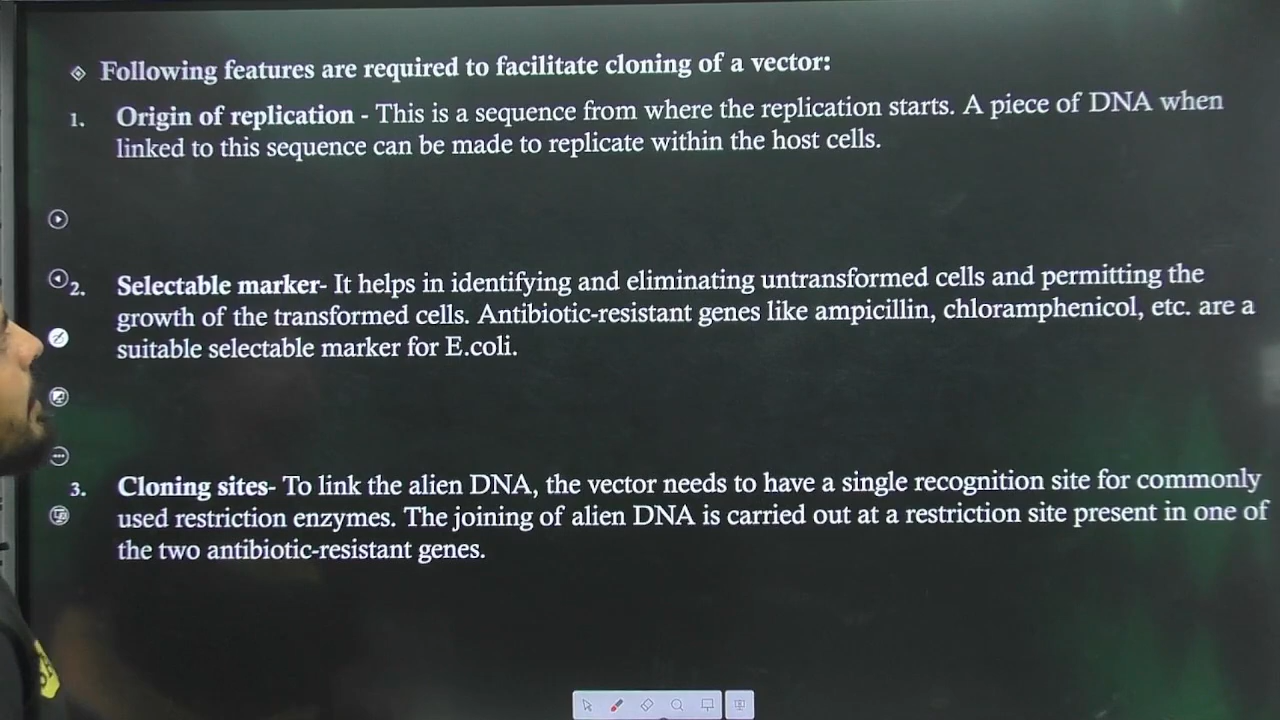 Following features are required to facilitate cloning of a vector:
1. Origin of replication - This is a sequence from where the replication starts. A piece of DNA when
linked to this sequence can be made to replicate within the host cells.
2. Selectable marker- It helps in identifying and eliminating untransformed cells and permitting the
growth of the transformed cells. Antibiotic-resistant genes like ampicillin, chloramphenicol, etc. are a
suitable selectable marker for E.coli.
3. Cloning sites- To link the alien DNA, the vector needs to have a single recognition site for commonly
used restriction enzymes. The joining of alien DNA is carried out at a restriction site present in one of
the two antibiotic-resistant genes.